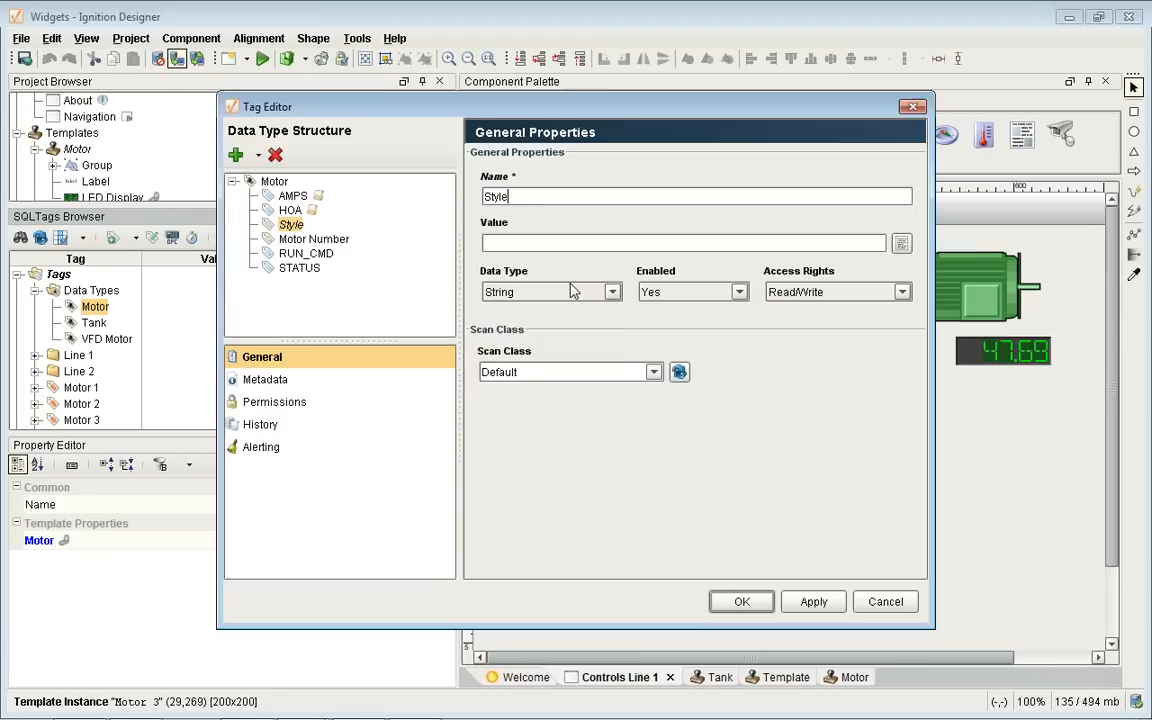 Widgets - Ignition Designer
File Edit View Project Component Alignment Shape Tools Help
Project Browser
Component Palette
About
Navigation
Templates
Motor
Group
Label
LED Display
SQLTags Browser
Tag
Tags
Data Types
Motor
Tank
VFD Motor
Line 1
Line 2
Motor 1
Motor 2
Motor 3
Property Editor
Common
Name
Template Properties
Motor
Tag Editor
Data Type Structure
Motor
AMPS
HOA
Style
Motor Number
RUN_CMD
STATUS
General
Metadata
Permissions
History
Alerting
General Properties
General Properties
Name *
Style
Value
Data Type Enabled Access Rights
String Yes Read/Write
Scan Class
Scan Class
Default
OK Apply Cancel
600
47.69
Welcome Controls Line 1 Tank Template Motor
Template Instance "Motor 3" (29,269) [200x200]
(-,-) 100% 135 / 494 mb